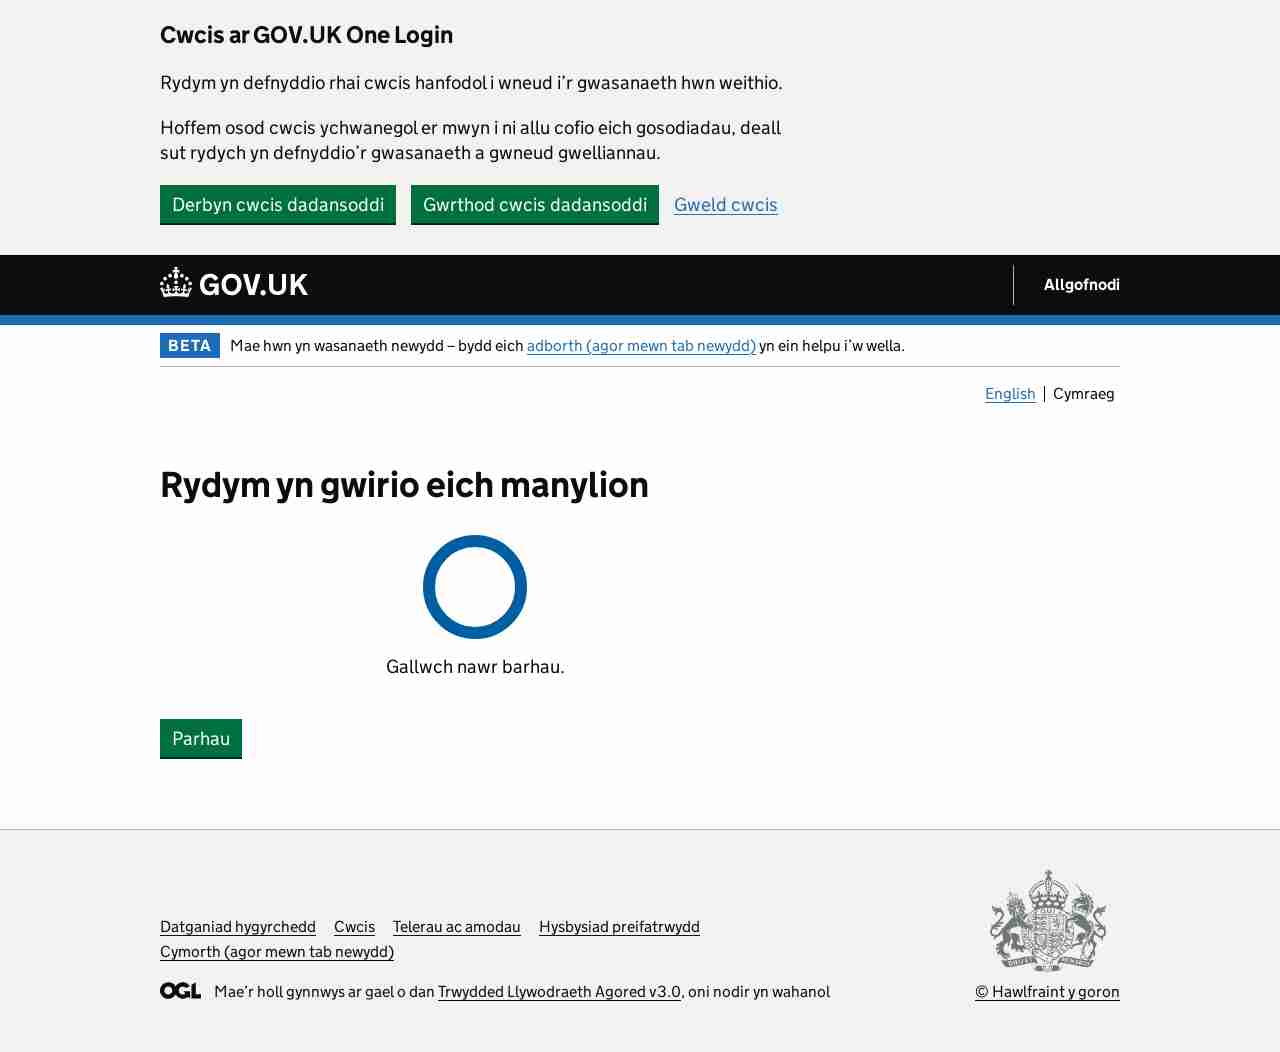 Cwcis ar GOV.UK One Login
Rydym yn defnyddio rhai cwcis hanfodol i wneud i’r gwasanaeth hwn weithio.
Hoffem osod cwcis ychwanegol er mwyn i ni allu cofio eich gosodiadau, deall
sut rydych yn defnyddio’r gwasanaeth a gwneud gwelliannau.
Derbyn cwcis dadansoddi Gwrthod cwcis dadansoddi Gweld cwcis
GOV.UK Allgofnodi
BETA Mae hwn yn wasanaeth newydd – bydd eich adborth (agor mewn tab newydd) yn ein helpu i’w wella.
English Cymraeg
Rydym yn gwirio eich manylion
Gallwch nawr barhau.
Parhau
Datganiad hygyrchedd Cwcis Telerau ac amodau Hysbysiad preifatrwydd
Cymorth (agor mewn tab newydd)
OGL Mae’r holl gynnwys ar gael o dan Trwydded Llywodraeth Agored v3.0, oni nodir yn wahanol
© Hawlfraint y goron